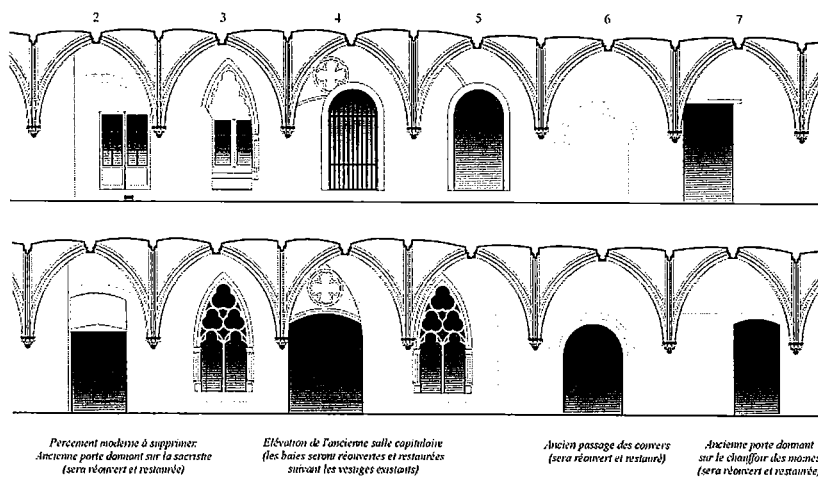 2 3 4 5 6 7
Percement moderne à supprimer.
Ancienne porte donnant sur la sacristie
(sera réouvert et restaurée)
Elévation de l'ancienne salle capitulaire
(les baies seront réouvertes et restaurées
suivant les vestiges existants)
Ancien passage des convers
(sera réouvert et restauré)
Ancienne porte donnant
sur le chauffoir des moines
(sera réouvert et restaurée)